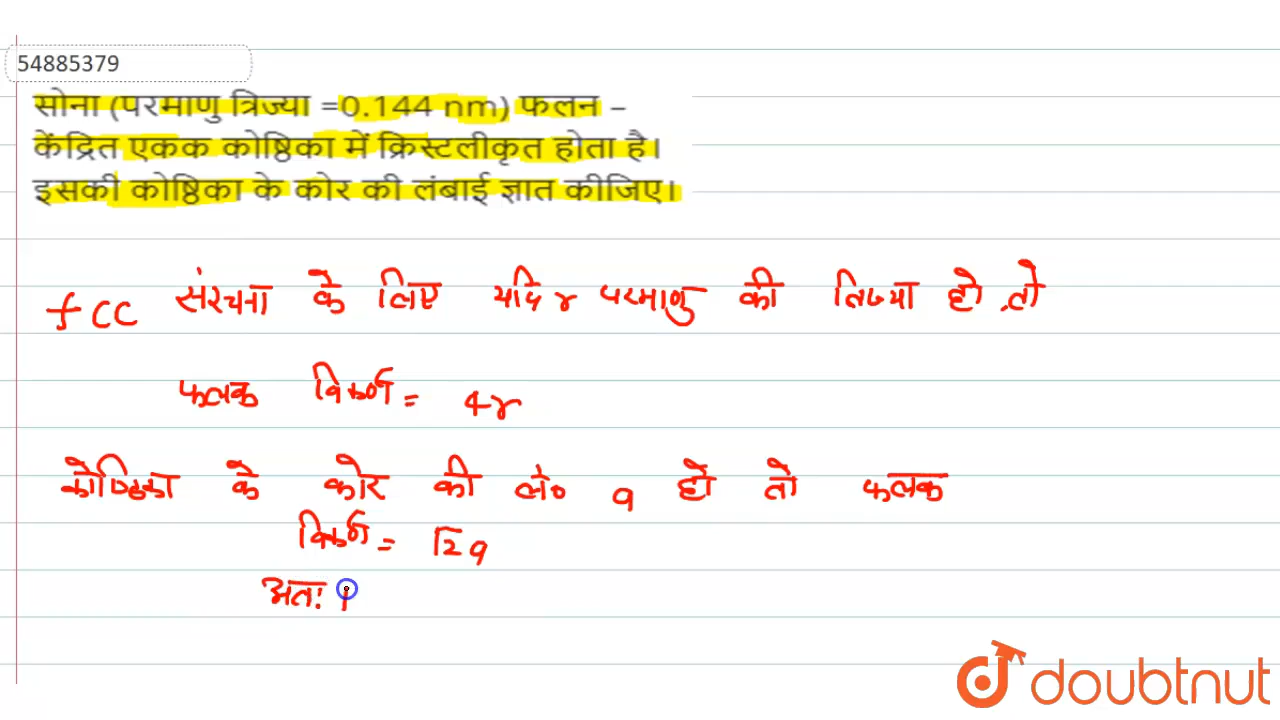 54885379
सोना (परमाणु त्रिज्या =0.144 nm) फलन –
केंद्रित एकक कोष्ठिका में क्रिस्टलीकृत होता है।
इसकी कोष्ठिका के कोर की लंबाई ज्ञात कीजिए।
fCC संरचना के लिए यदि r परमाणु की त्रिज्या हो तो
फलक विकर्ण = 4r
कोष्ठिका के कोर की लं० a हो तो फलक
विकर्ण = √2 a
अतः
doubtnut